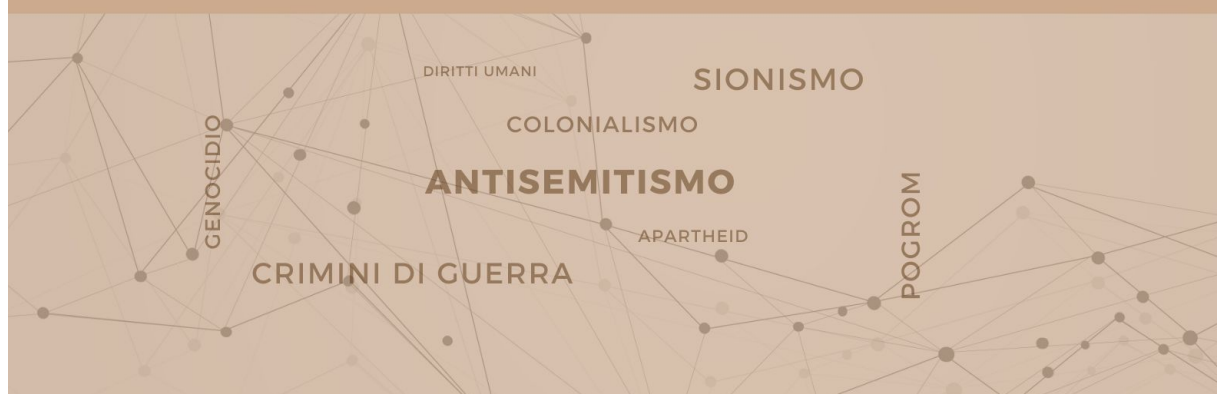 DIRITTI UMANI
SIONISMO
COLONIALISMO
GENOCIDIO
ANTISEMITISMO
POGROM
APARTHEID
CRIMINI DI GUERRA